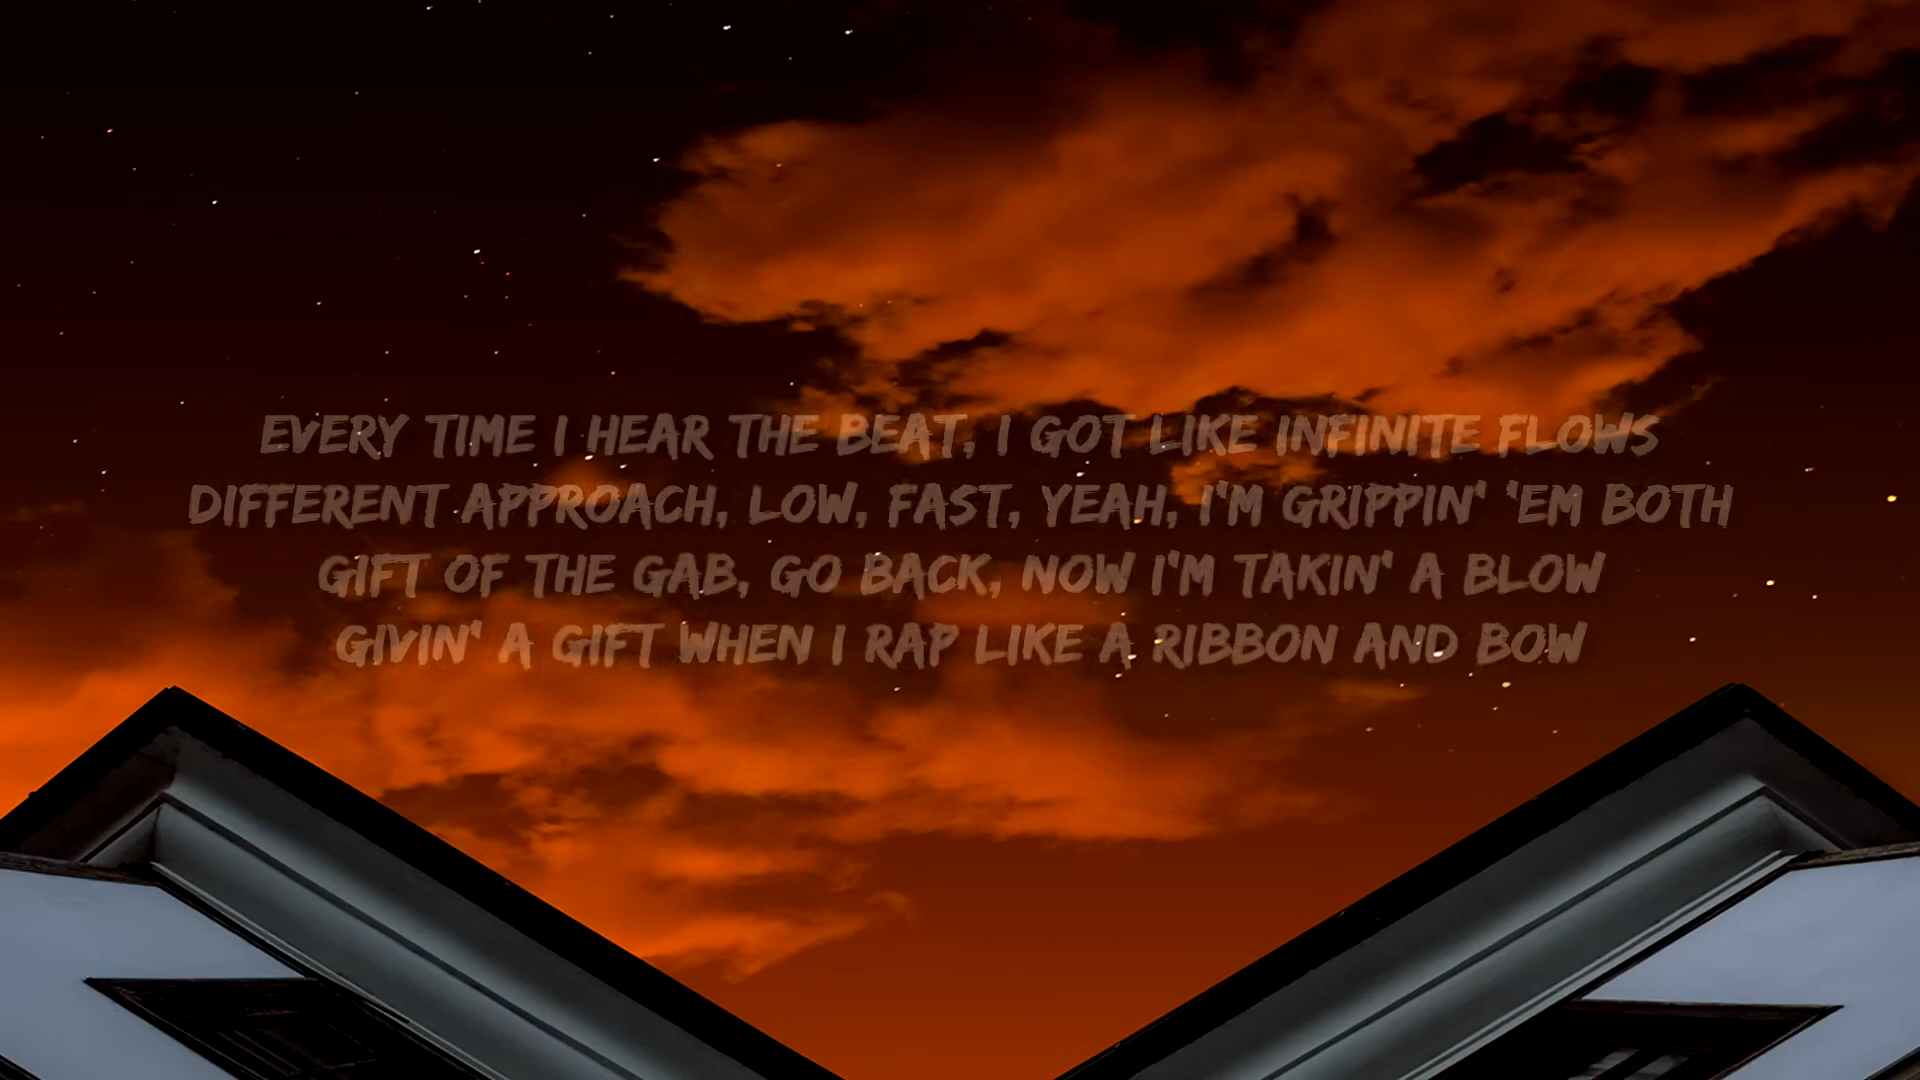 EVERY TIME I HEAR THE BEAT, I GOT LIKE INFINITE FLOWS
DIFFERENT APPROACH, LOW, FAST, YEAH, I'M GRIPPIN' 'EM BOTH
GIFT OF THE GAB, GO BACK, NOW I'M TAKIN' A BLOW
GIVIN' A GIFT WHEN I RAP LIKE A RIBBON AND BOW